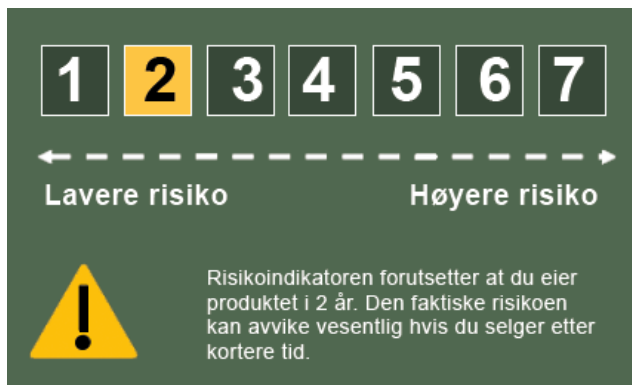 1 2 3 4 5 6 7
Lavere risiko Høyere risiko
Risikoindikatoren forutsetter at du eier
produktet i 2 år. Den faktiske risikoen
kan avvike vesentlig hvis du selger etter
kortere tid.